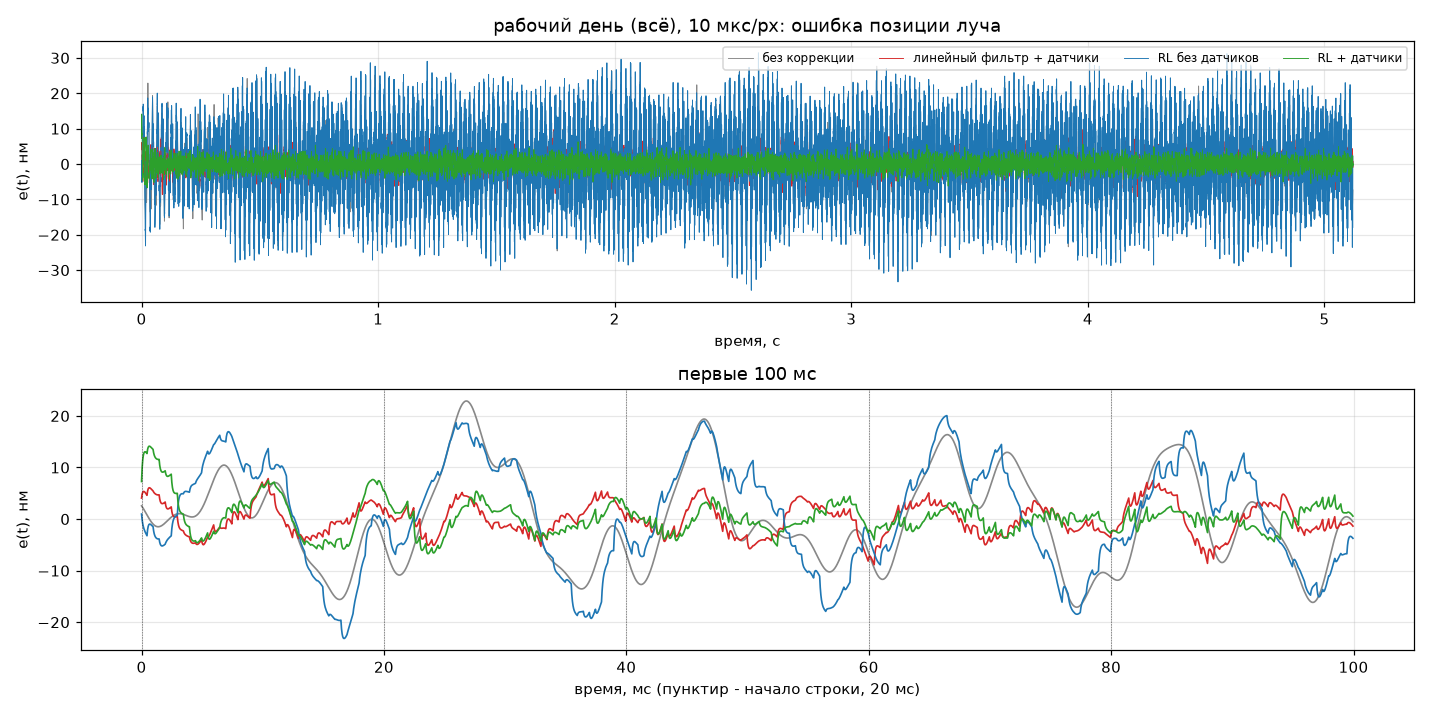 рабочий день (всё), 10 мкс/px: ошибка позиции луча
без коррекции линейный фильтр + датчики RL без датчиков RL + датчики
e(t), нм
30
20
10
0
−10
−20
−30
0 1 2 3 4 5
время, с
первые 100 мс
e(t), нм
20
10
0
−10
−20
0 20 40 60 80 100
время, мс (пунктир - начало строки, 20 мс)